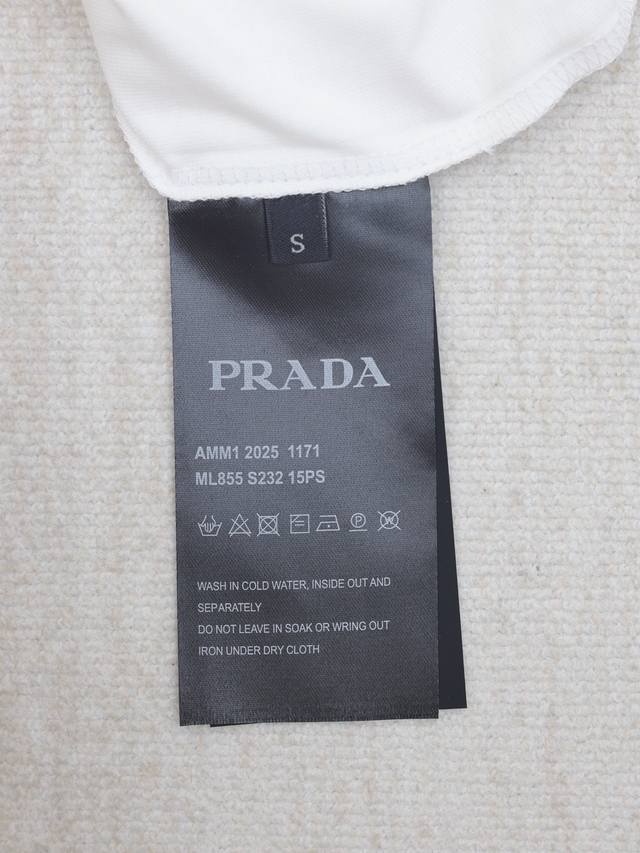 S
PRADA
AMM1 2025 1171
ML855 S232 15PS
WASH IN COLD WATER, INSIDE OUT AND
SEPARATELY
DO NOT LEAVE IN SOAK OR WRING OUT
IRON UNDER DRY CLOTH